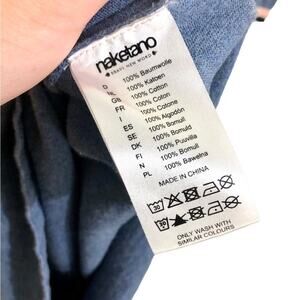 naketano
BRAVE NEW WORLD
D 100% Baumwolle
NL 100% Katoen
GB 100% Cotton
FR 100% Coton
I 100% Cotone
ES 100% Algodón
SE 100% Bomull
DK 100% Bomuld
FI 100% Puuvilla
N 100% Bomull
PL 100% Bawełna
MADE IN CHINA
30
30
ONLY WASH WITH
SIMILAR COLOURS